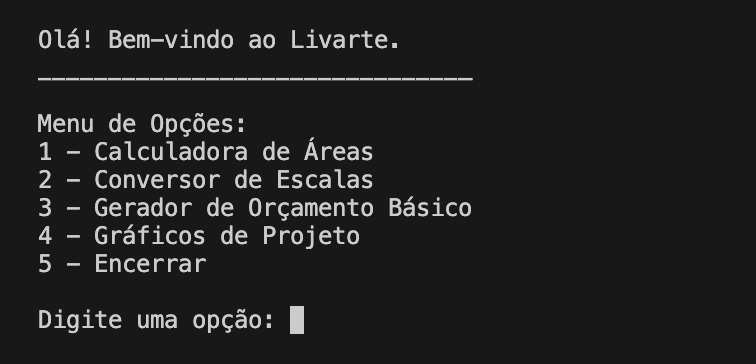 Olá! Bem-vindo ao Livarte.
_______________________________
Menu de Opções:
1 - Calculadora de Áreas
2 - Conversor de Escalas
3 - Gerador de Orçamento Básico
4 - Gráficos de Projeto
5 - Encerrar
Digite uma opção: